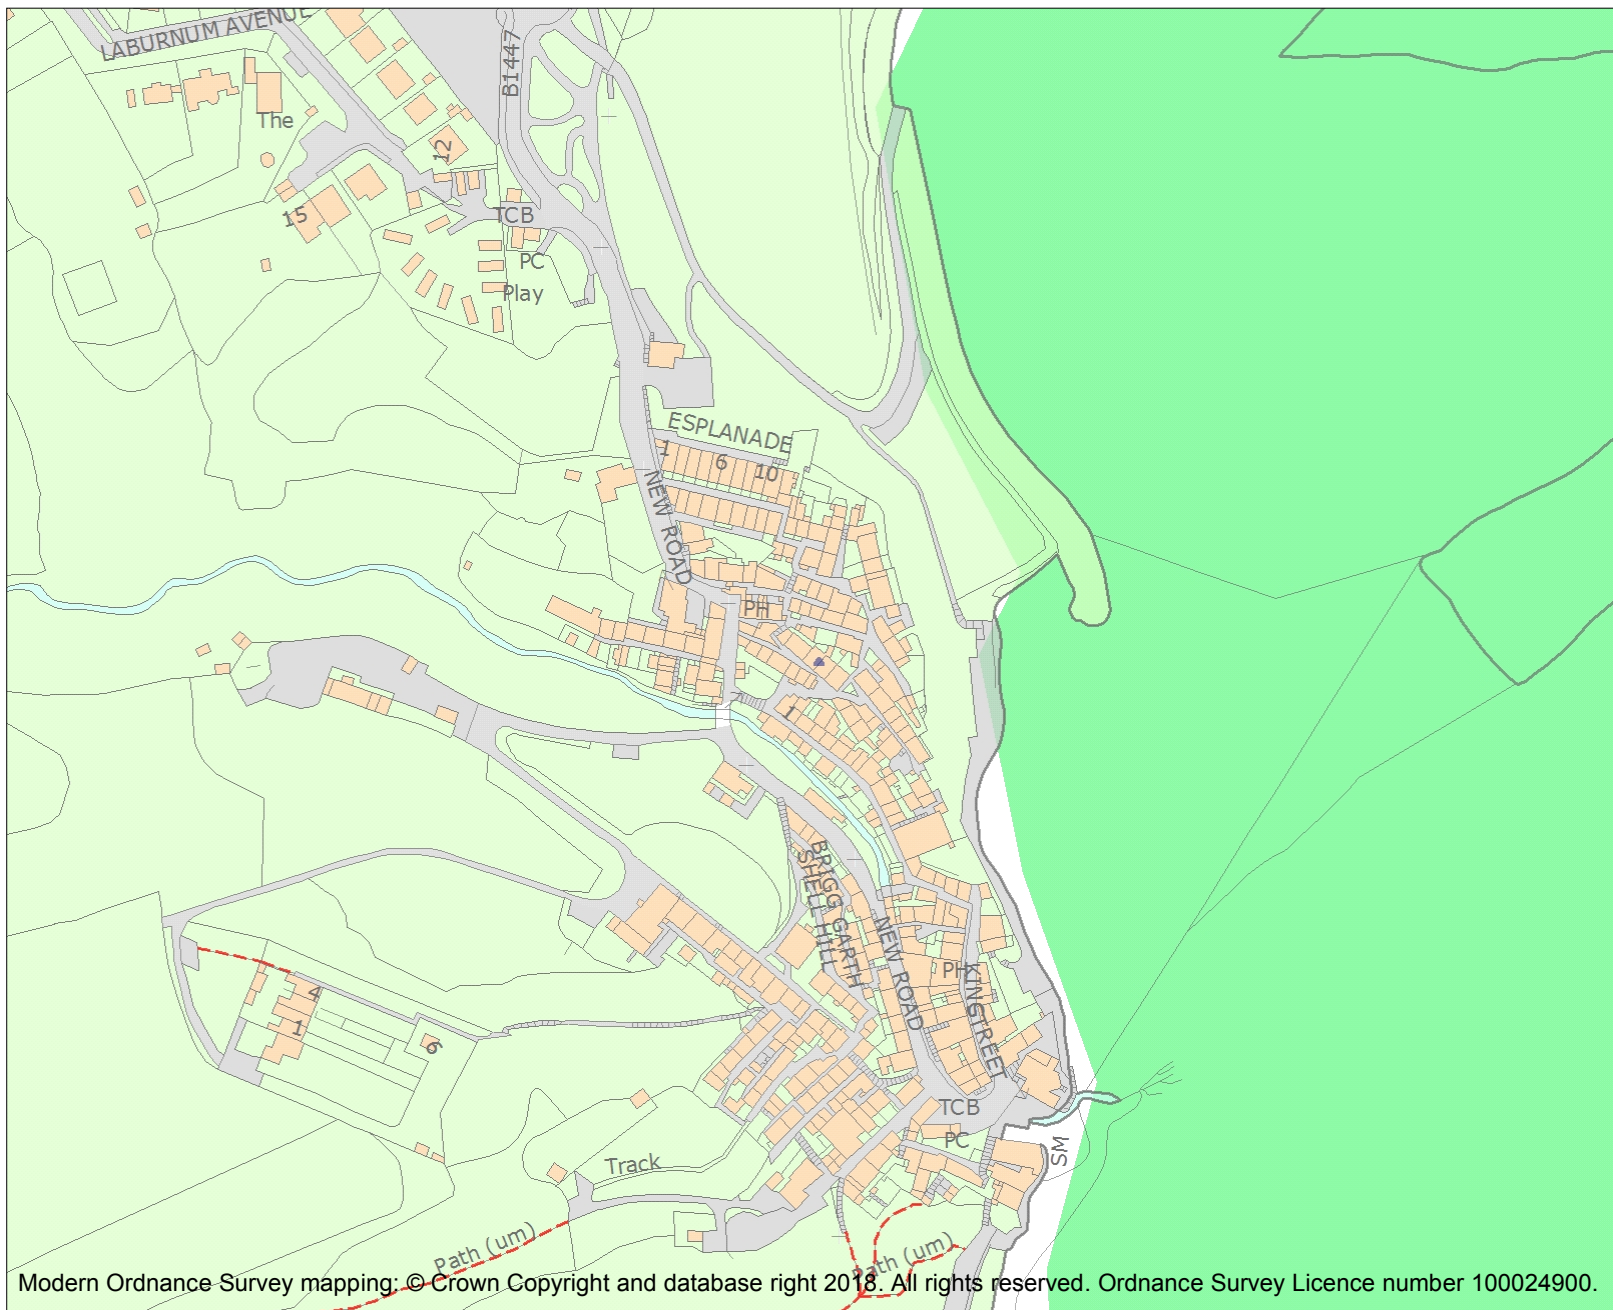 LABURNUM AVENUE
B1447
The
12
15
TCB
PC
Play
ESPLANADE
1
6
10
NEW ROAD
PH
1
BRIGG GARTH
SHELL HILL
NEW ROAD
PH
KINSTREET
4
1
6
TCB
PC
SM
Track
Path (um)
Path (um)
Modern Ordnance Survey mapping: © Crown Copyright and database right 2018. All rights reserved. Ordnance Survey Licence number 100024900.